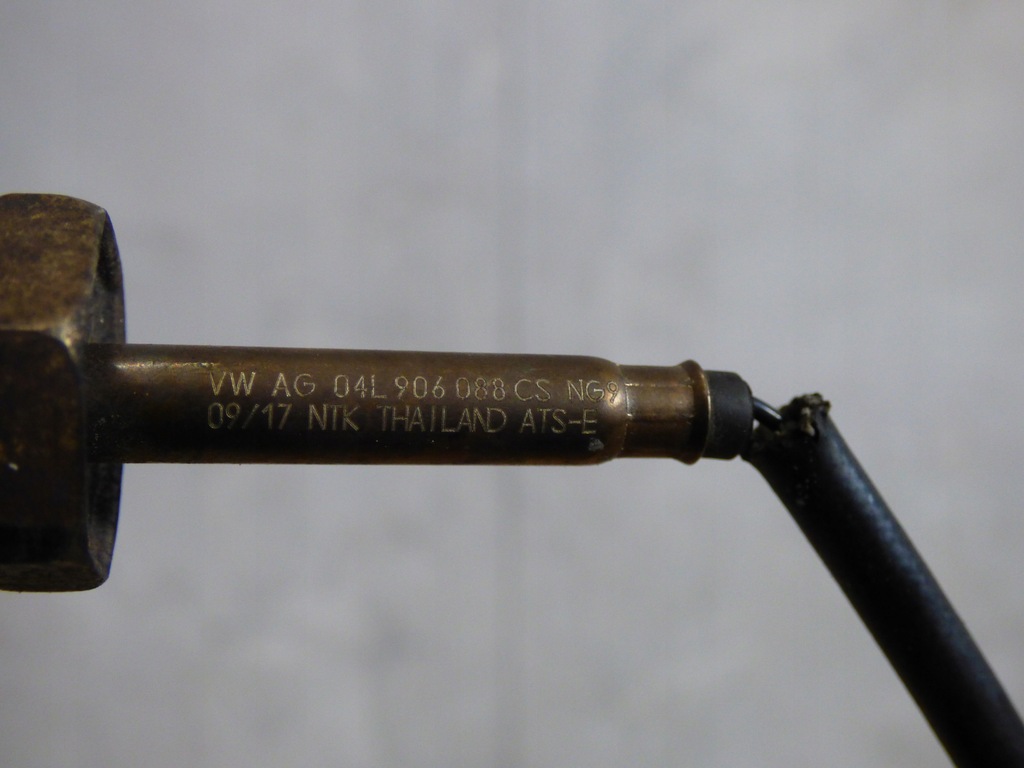 VW AG 04L 906 088 CS NG9
09/17 NTK THAILAND ATS-E